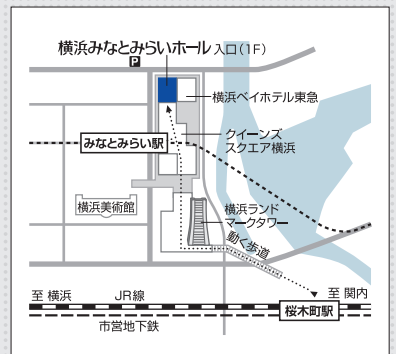 横浜みなとみらいホール 入口(1F)
P
横浜ベイホテル東急
みなとみらい駅
クイーンズ
スクエア横浜
横浜美術館
横浜ランド
マークタワー
動く歩道
至 横浜
JR線
至 関内
桜木町駅
市営地下鉄